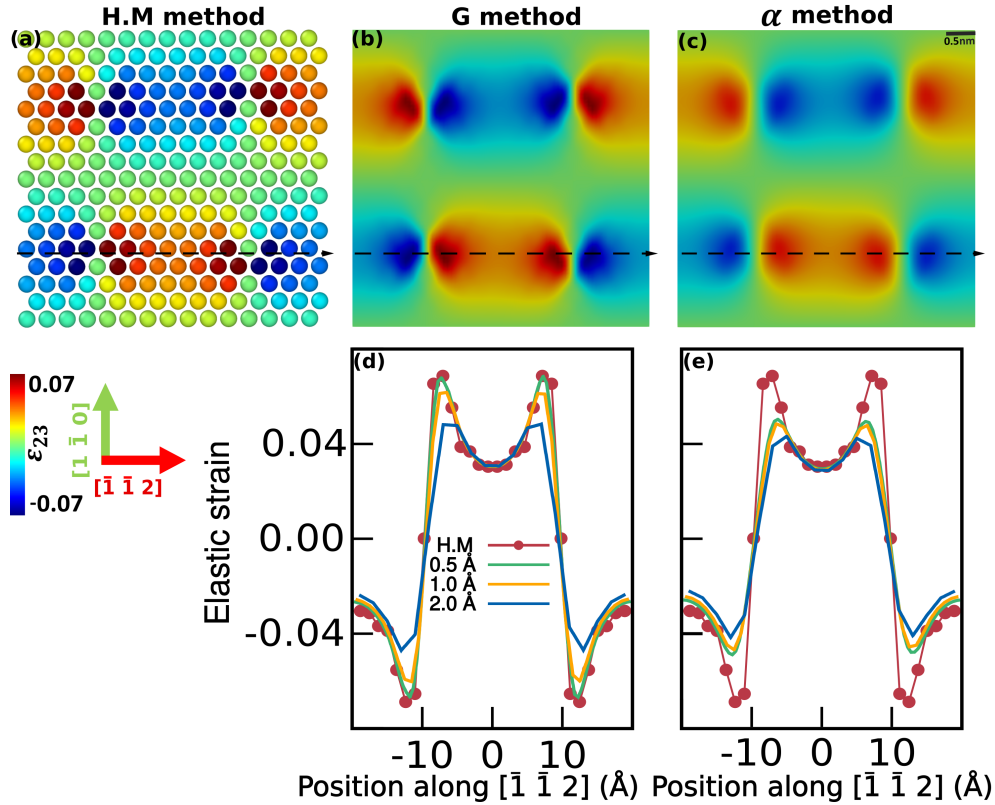 H.M method
G method
α method
(a)
(b)
(c)
0.5nm
0.07
ε23
-0.07
[1 1̄ 0]
[1̄ 1̄ 2]
(d)
(e)
Elastic strain
0.04
0.00
-0.04
H.M
0.5 Å
1.0 Å
2.0 Å
-10 0 10
-10 0 10
Position along [1̄ 1̄ 2] (Å)
Position along [1̄ 1̄ 2] (Å)